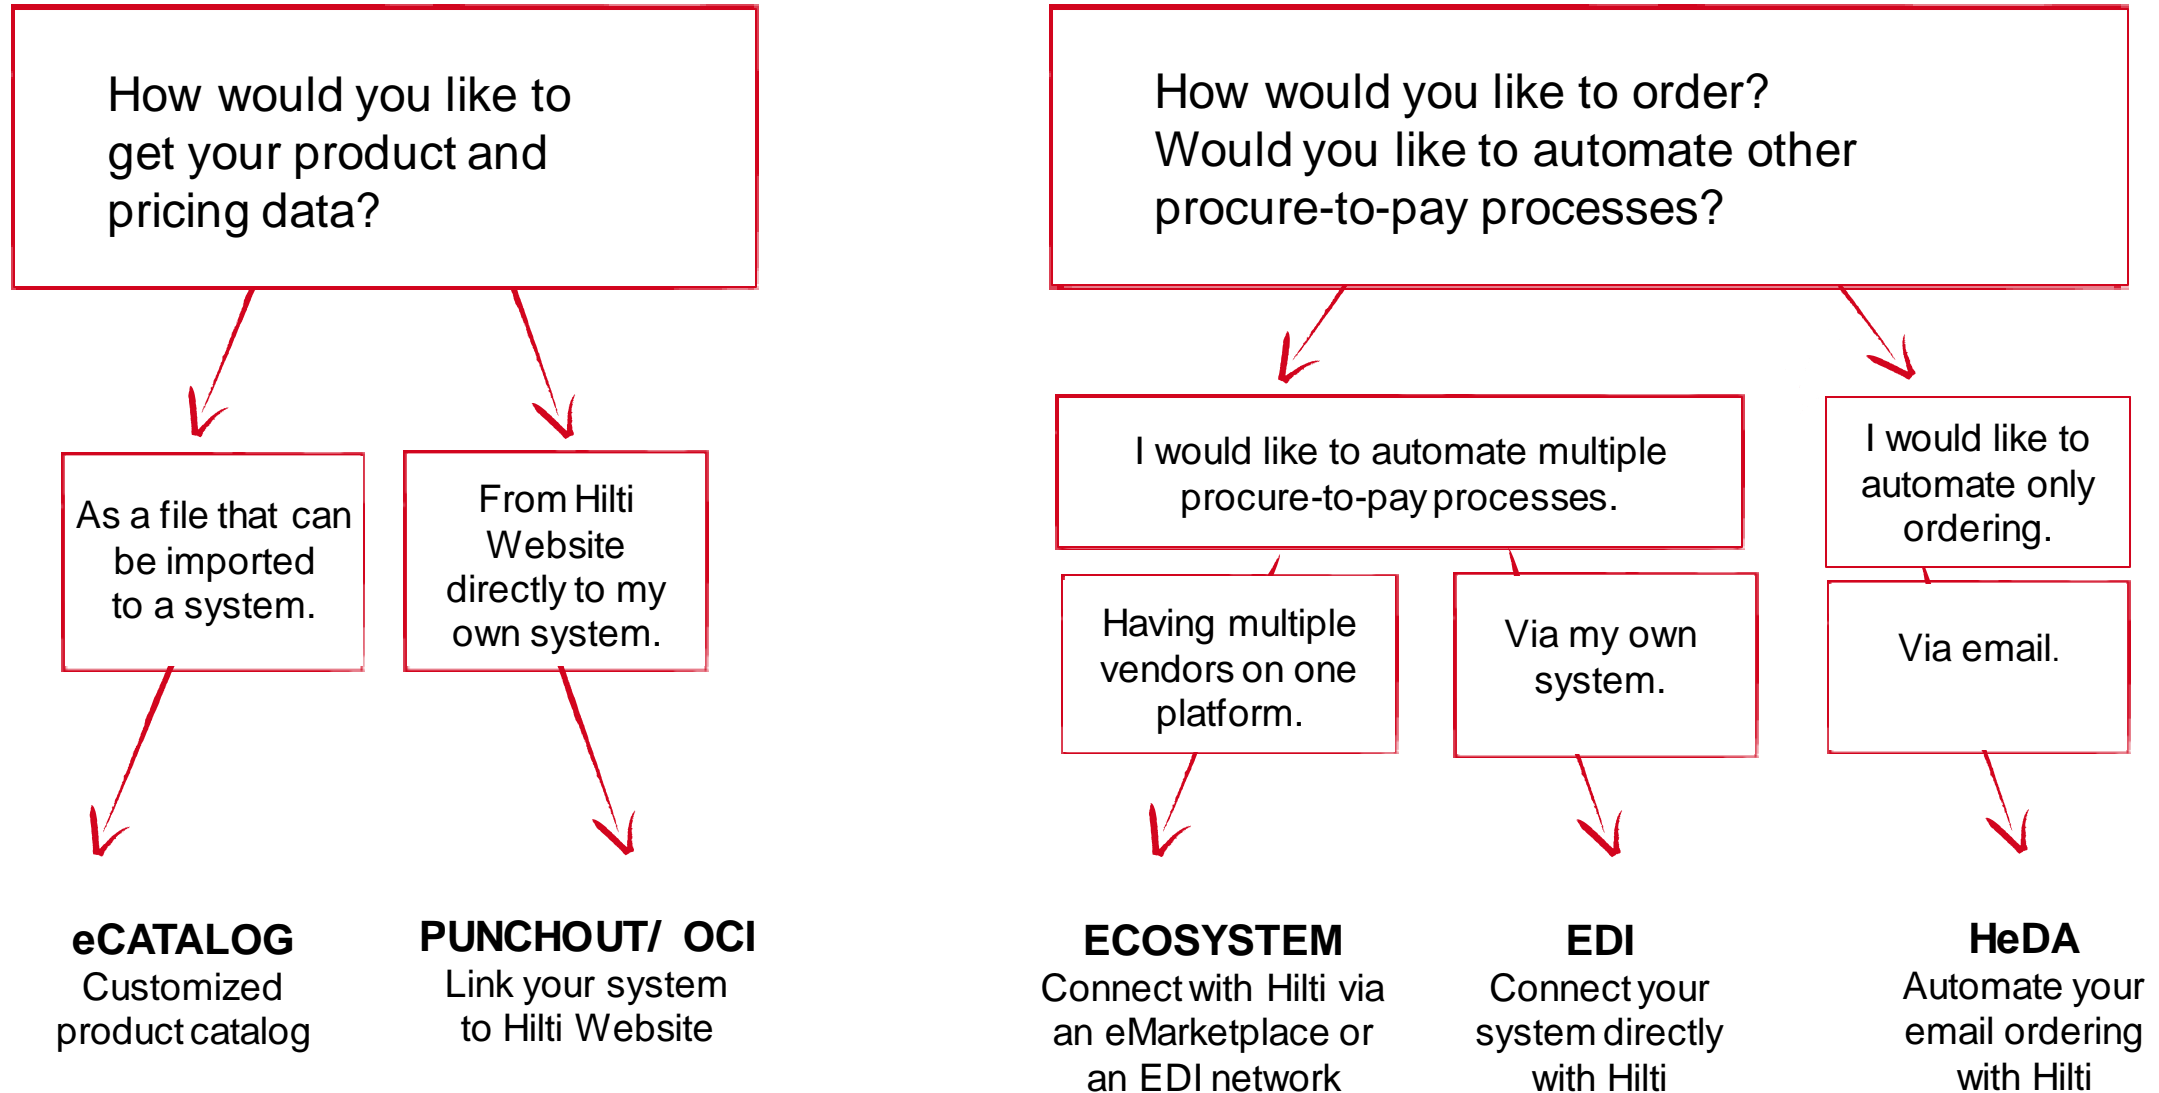 How would you like to
get your product and
pricing data?
How would you like to order?
Would you like to automate other
procure-to-pay processes?
As a file that can
be imported
to a system.
From Hilti
Website
directly to my
own system.
I would like to automate multiple
procure-to-pay processes.
I would like to
automate only
ordering.
Having multiple
vendors on one
platform.
Via my own
system.
Via email.
eCATALOG
Customized
product catalog
PUNCHOUT/ OCI
Link your system
to Hilti Website
ECOSYSTEM
Connect with Hilti via
an eMarketplace or
an EDI network
EDI
Connect your
system directly
with Hilti
HeDA
Automate your
email ordering
with Hilti